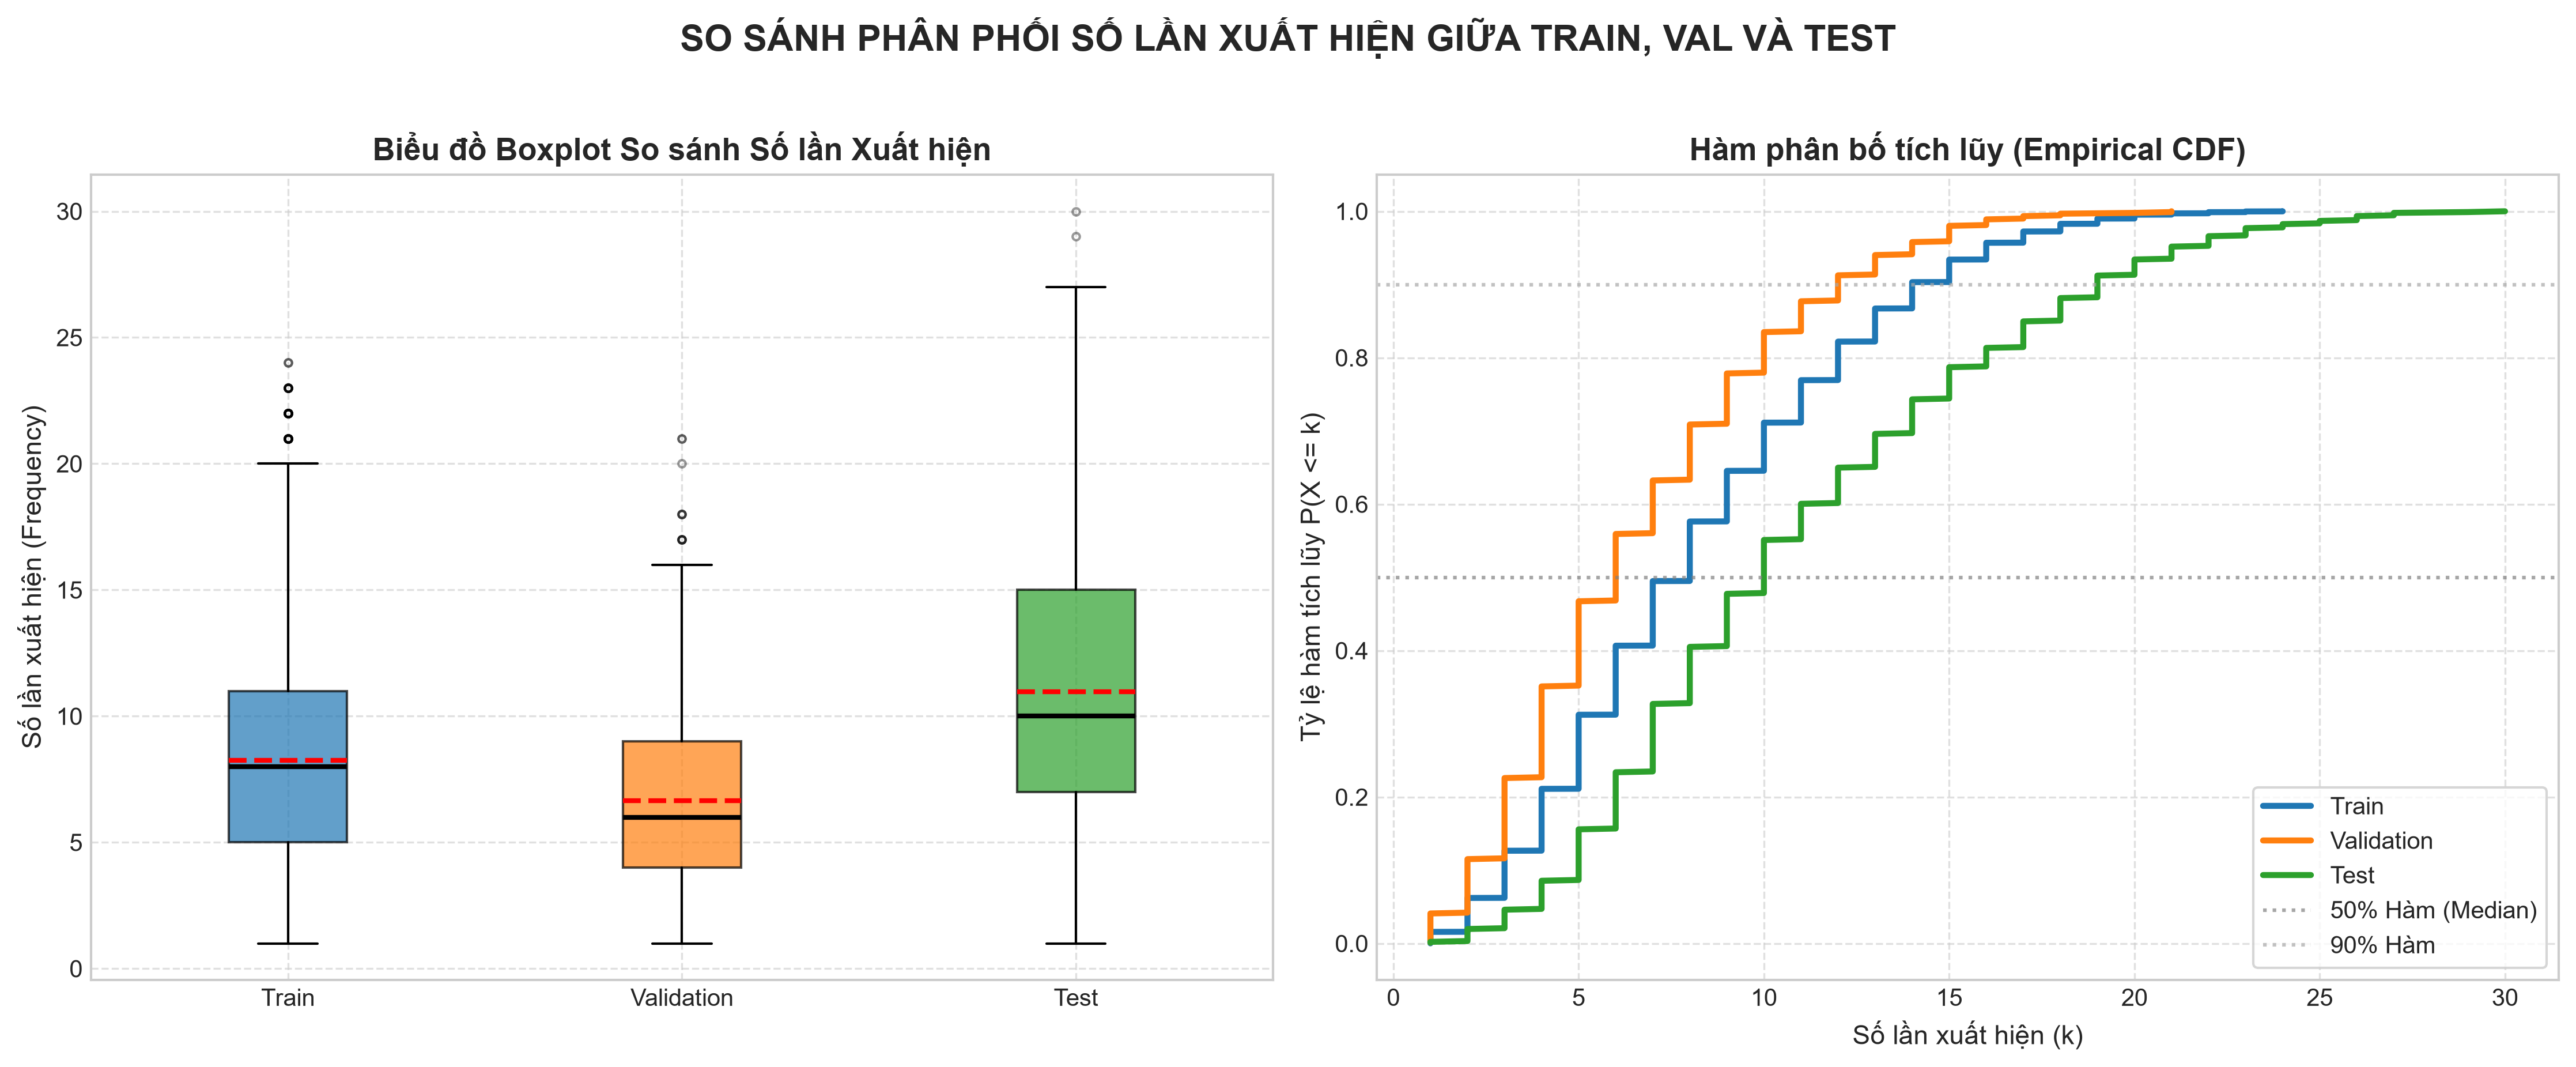 SO SÁNH PHÂN PHỐI SỐ LẦN XUẤT HIỆN GIỮA TRAIN, VAL VÀ TEST
Biểu đồ Boxplot So sánh Số lần Xuất hiện
Số lần xuất hiện (Frequency)
30
25
20
15
10
5
0
Train
Validation
Test
Hàm phân bố tích lũy (Empirical CDF)
Tỷ lệ hàm tích lũy P(X <= k)
1.0
0.8
0.6
0.4
0.2
0.0
Train
Validation
Test
50% Hàm (Median)
90% Hàm
0
5
10
15
20
25
30
Số lần xuất hiện (k)